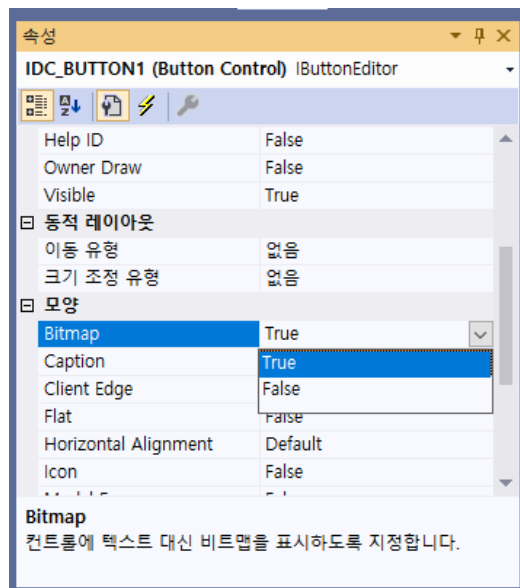 속성
IDC_BUTTON1 (Button Control) IButtonEditor
Help ID False
Owner Draw False
Visible True
동적 레이아웃
이동 유형 없음
크기 조정 유형 없음
모양
Bitmap True
Caption True
Client Edge False
Flat False
Horizontal Alignment Default
Icon False
Bitmap
컨트롤에 텍스트 대신 비트맵을 표시하도록 지정합니다.